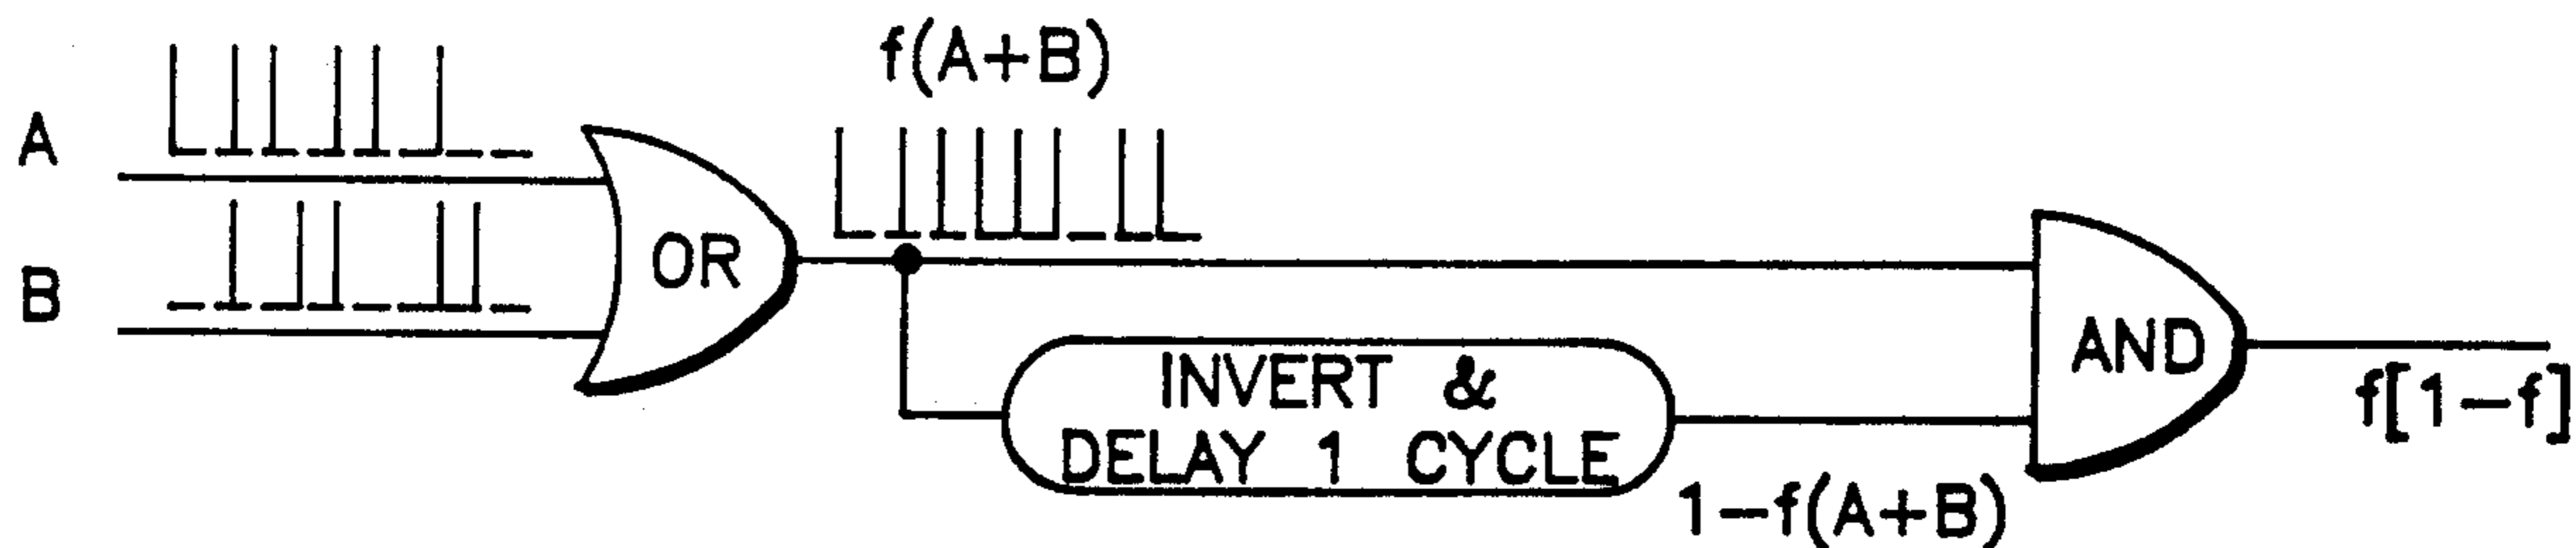 f(A+B)
A
B
OR
INVERT &
DELAY 1 CYCLE
AND
f[1–f]
1–f(A+B)